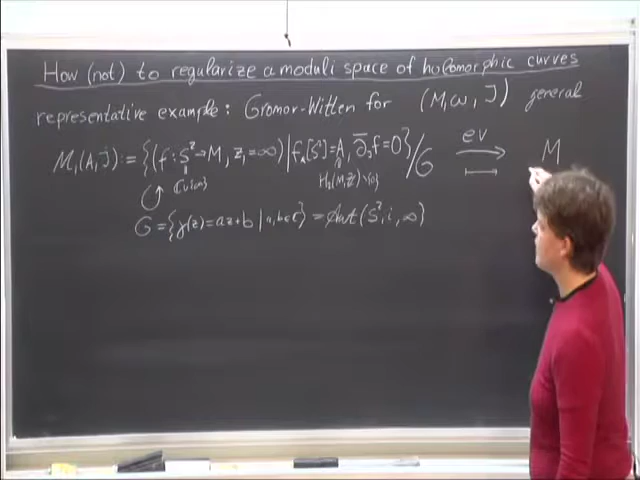 How (not) to regularize a moduli space of holomorphic curves
representative example: Gromov-Witten for (M, ω, J) general
M₁(A,J) := {(f: S² → M, z₁=∞) | f_*[S²]=A, ∂̄_J f=0}/G  ev → M
ℂ∪{∞}  H₂(M;ℤ)∖{0}
G = {γ(z)=az+b | a,b∈ℂ} = Aut(S², i, ∞)